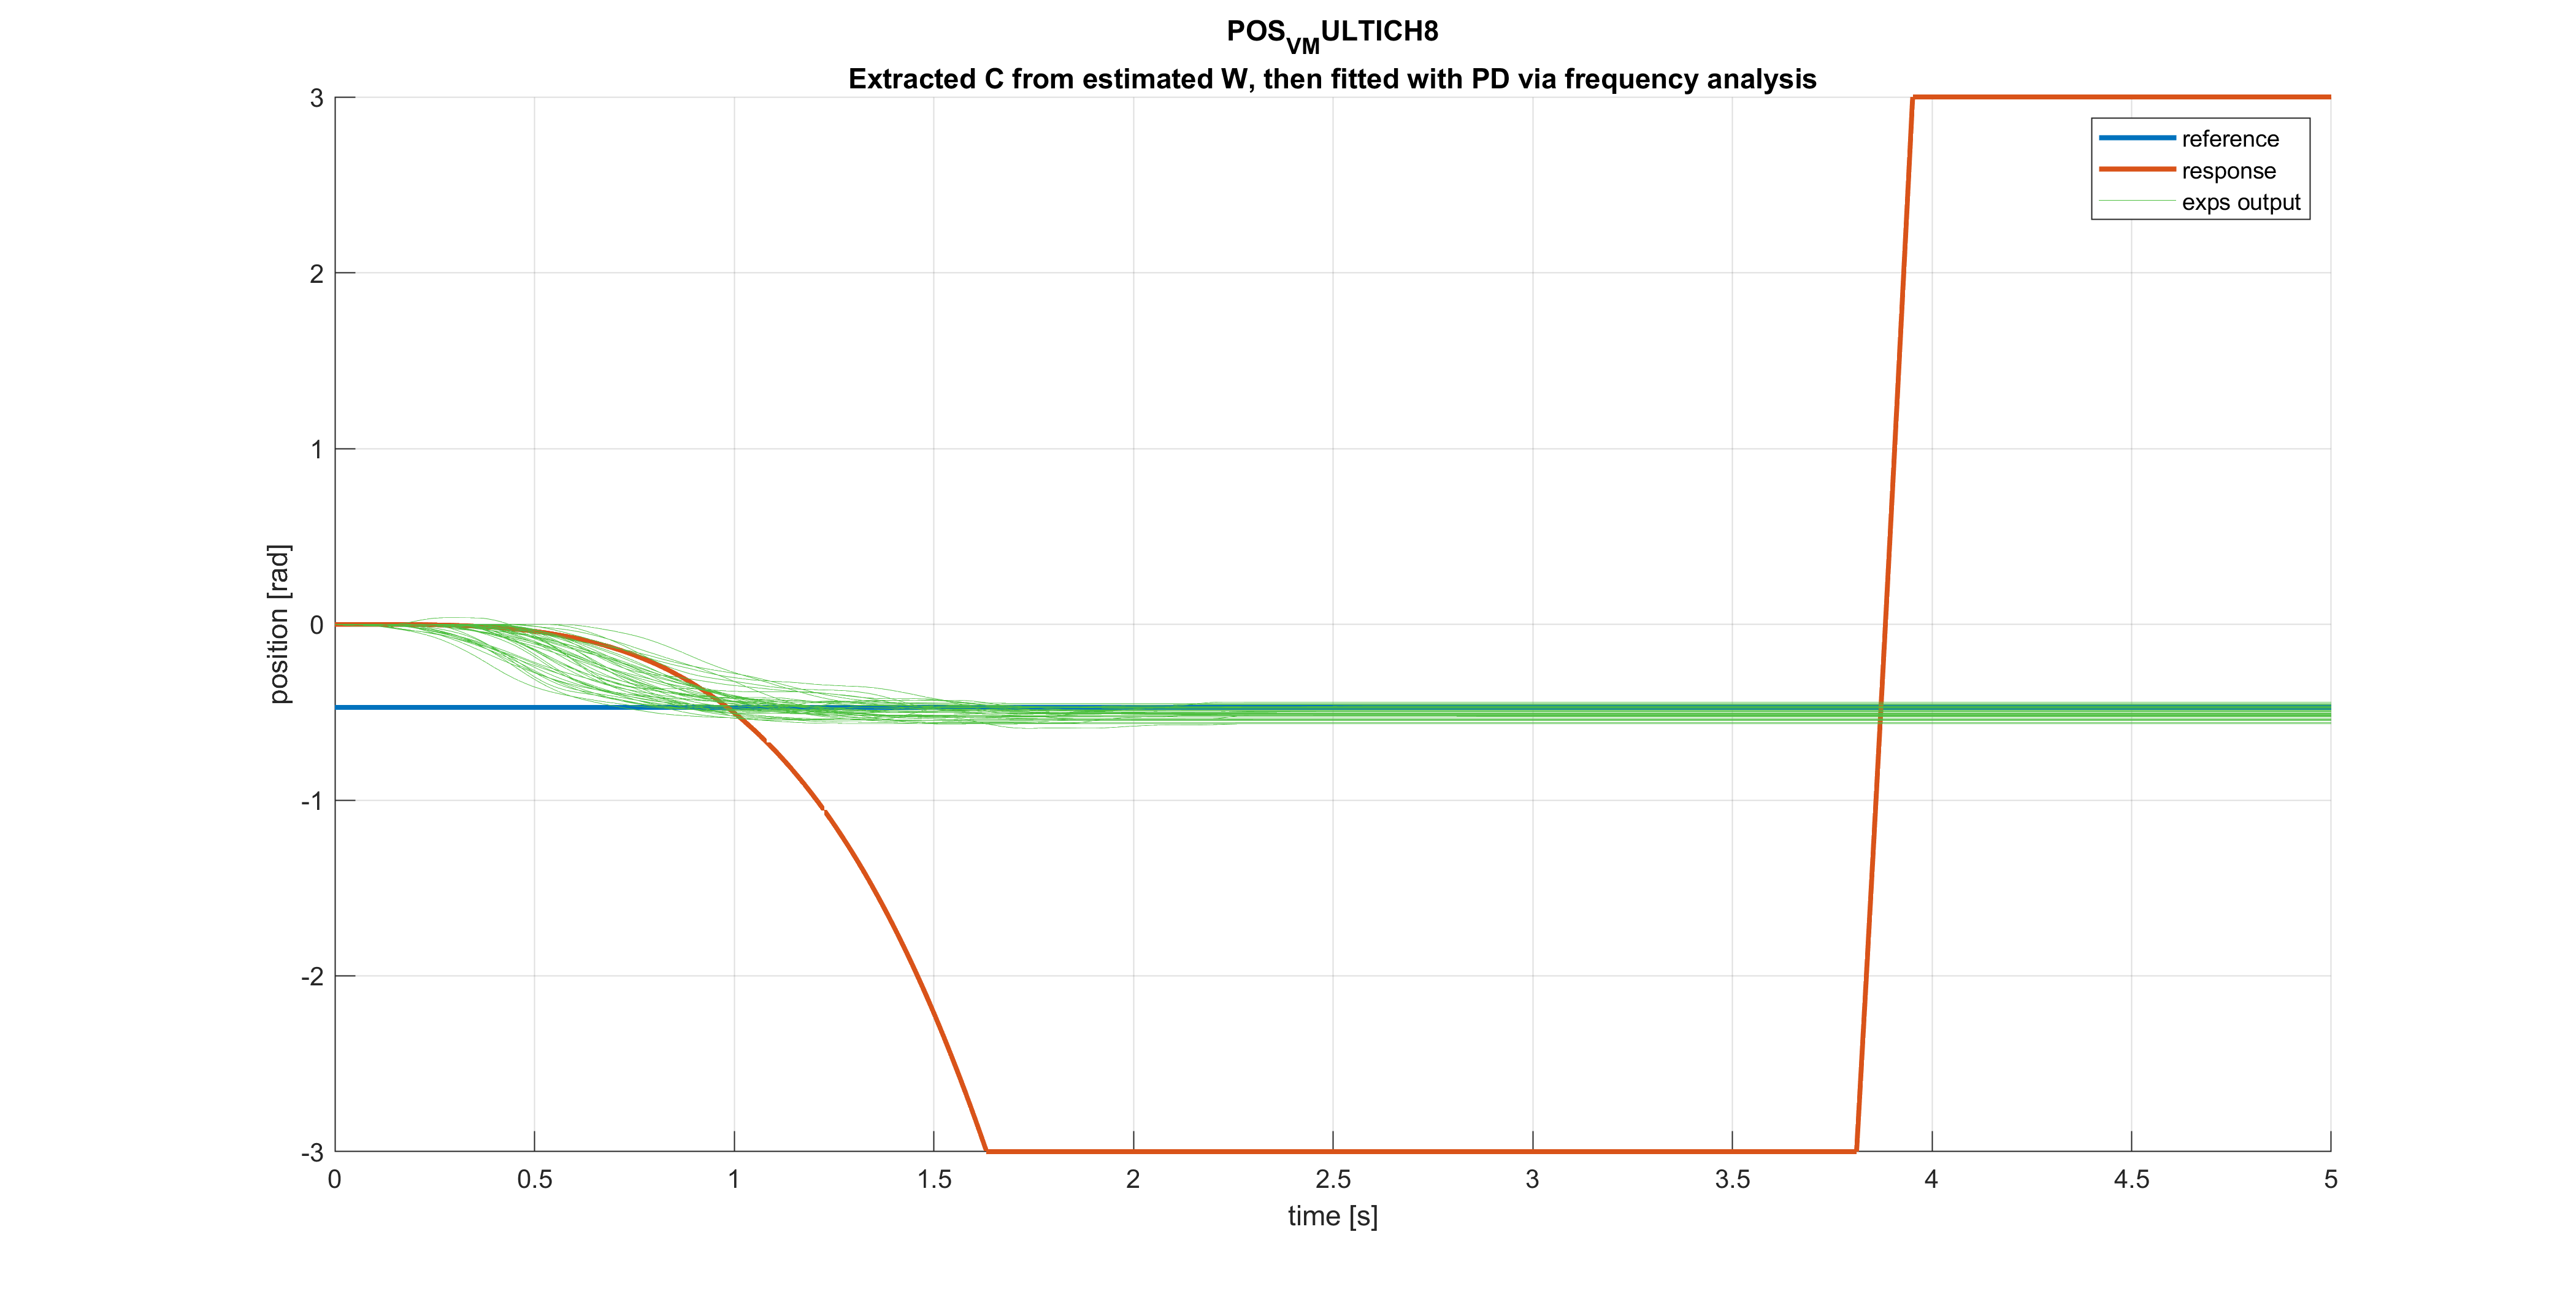 POSVMULTICH8
Extracted C from estimated W, then fitted with PD via frequency analysis
3
2
1
0
-1
-2
-3
position [rad]
reference
response
exps output
0 0.5 1 1.5 2 2.5 3 3.5 4 4.5 5
time [s]